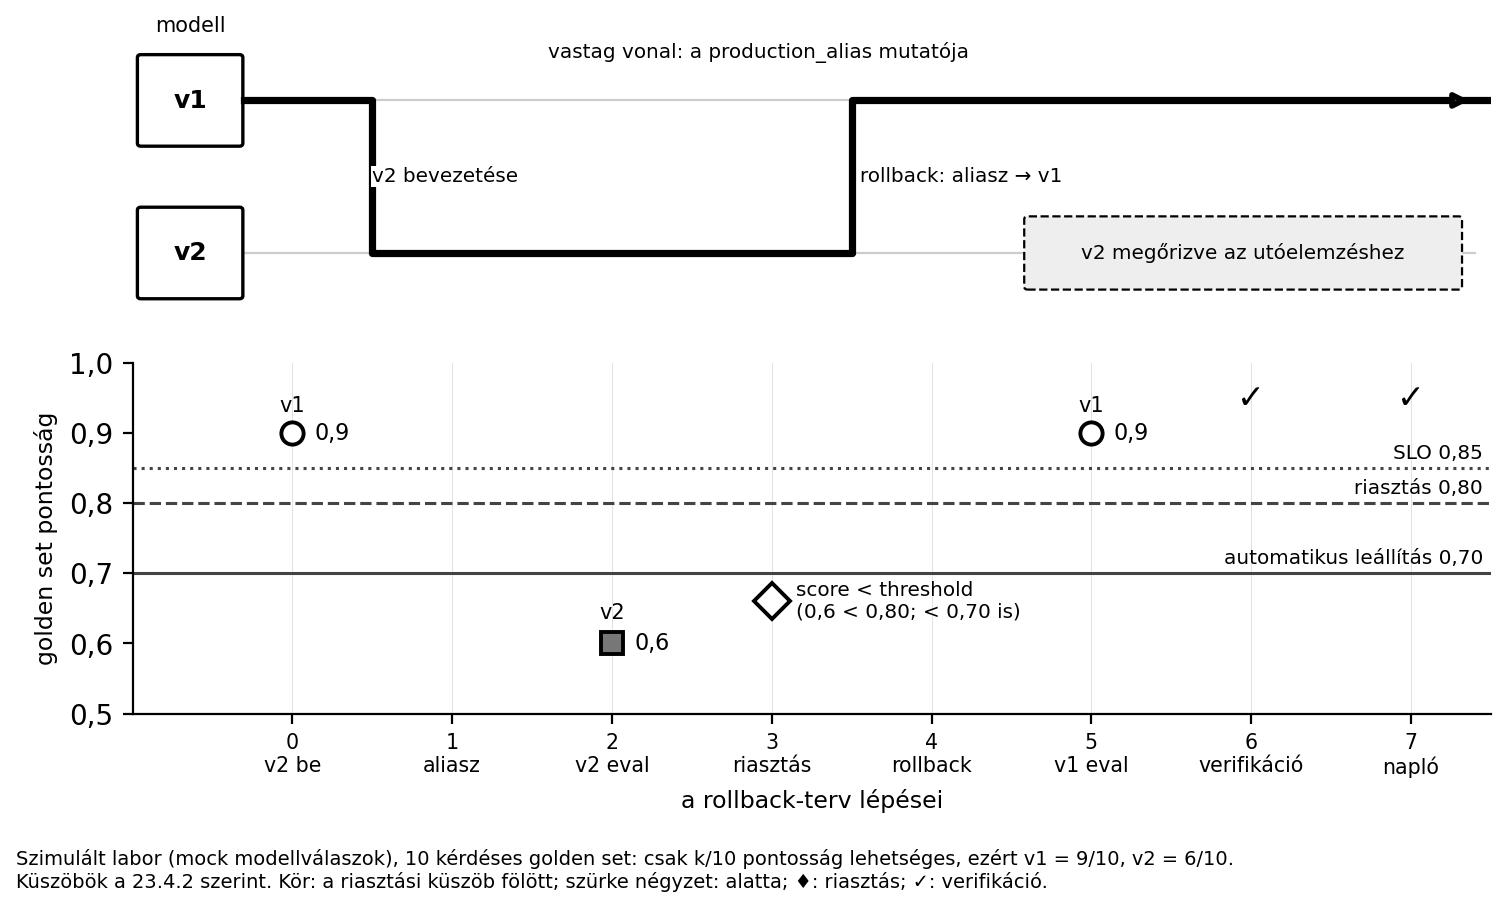 modell
vastag vonal: a production_alias mutatója
v1
v2 bevezetése
rollback: aliasz → v1
v2
v2 megőrizve az utóelemzéshez
golden set pontosság
1,0
0,9
0,8
0,7
0,6
0,5
v1
0,9
v1
0,9
✓
✓
SLO 0,85
riasztás 0,80
automatikus leállítás 0,70
score < threshold
(0,6 < 0,80; < 0,70 is)
v2
0,6
0
v2 be
1
aliasz
2
v2 eval
3
riasztás
4
rollback
5
v1 eval
6
verifikáció
7
napló
a rollback-terv lépései
Szimulált labor (mock modellválaszok), 10 kérdéses golden set: csak k/10 pontosság lehetséges, ezért v1 = 9/10, v2 = 6/10.
Küszöbök a 23.4.2 szerint. Kör: a riasztási küszöb fölött; szürke négyzet: alatta; ♦: riasztás; ✓: verifikáció.